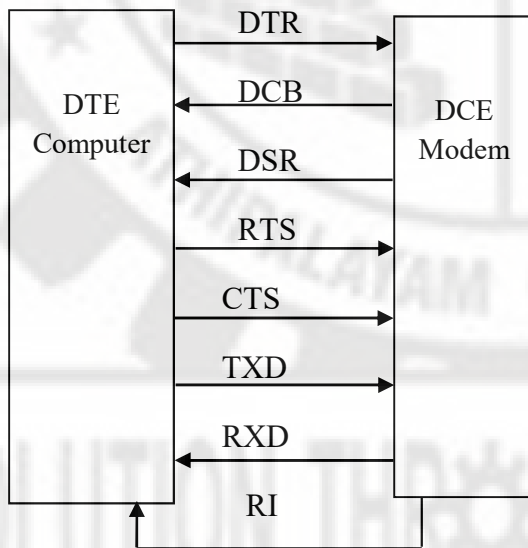 DTR
DTE
Computer
DCB
DCE
Modem
DSR
RTS
CTS
TXD
RXD
RI